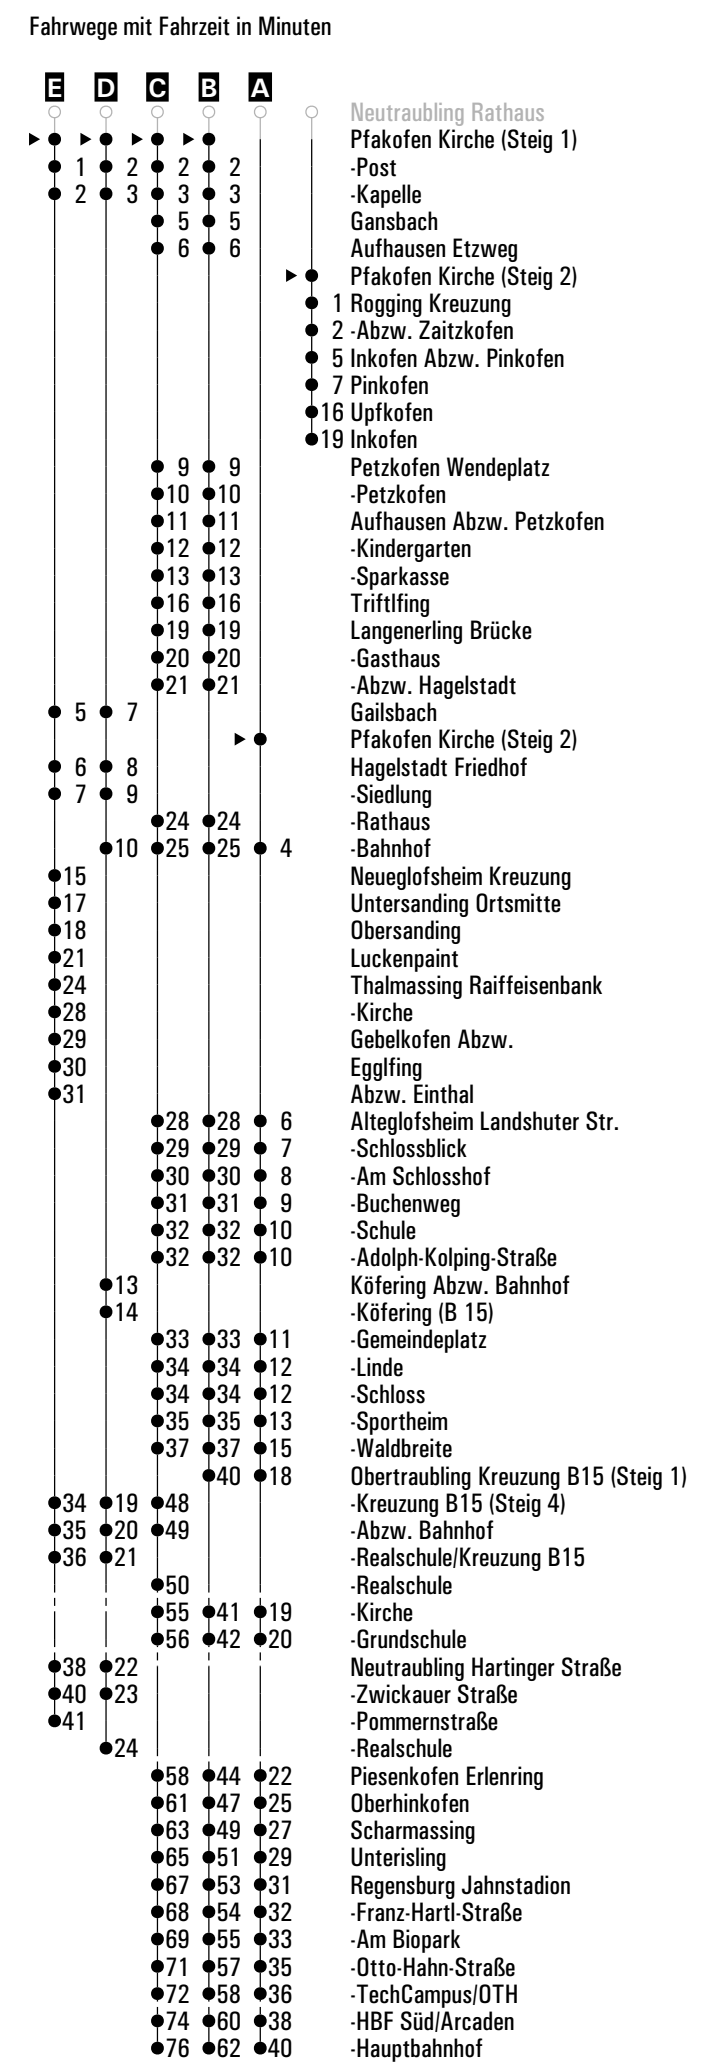 Fahrwege mit Fahrzeit in Minuten
E D C B A
Neutraubling Rathaus
Pfakofen Kirche (Steig 1)
1 2 2 2 -Post
2 3 3 3 -Kapelle
5 5 Gansbach
6 6 Aufhausen Etzweg
Pfakofen Kirche (Steig 2)
1 Rogging Kreuzung
2 -Abzw. Zaitzkofen
5 Inkofen Abzw. Pinkofen
7 Pinkofen
16 Upfkofen
19 Inkofen
9 9 Petzkofen Wendeplatz
10 10 -Petzkofen
11 11 Aufhausen Abzw. Petzkofen
12 12 -Kindergarten
13 13 -Sparkasse
16 16 Triftlfing
19 19 Langenerling Brücke
20 20 -Gasthaus
21 21 -Abzw. Hagelstadt
5 7 Gailsbach
Pfakofen Kirche (Steig 2)
6 8 Hagelstadt Friedhof
7 9 -Siedlung
24 24 -Rathaus
10 25 25 4 -Bahnhof
15 Neueglofsheim Kreuzung
17 Untersanding Ortsmitte
18 Obersanding
21 Luckenpaint
24 Thalmassing Raiffeisenbank
28 -Kirche
29 Gebelkofen Abzw.
30 Egglfing
31 Abzw. Einthal
28 28 6 Alteglofsheim Landshuter Str.
29 29 7 -Schlossblick
30 30 8 -Am Schlosshof
31 31 9 -Buchenweg
32 32 10 -Schule
32 32 10 -Adolph-Kolping-Straße
13 Köfering Abzw. Bahnhof
14 -Köfering (B 15)
33 33 11 -Gemeindeplatz
34 34 12 -Linde
34 34 12 -Schloss
35 35 13 -Sportheim
37 37 15 -Waldbreite
40 18 Obertraubling Kreuzung B15 (Steig 1)
34 19 48 -Kreuzung B15 (Steig 4)
35 20 49 -Abzw. Bahnhof
36 21 -Realschule/Kreuzung B15
50 -Realschule
55 41 19 -Kirche
56 42 20 -Grundschule
38 22 Neutraubling Hartinger Straße
40 23 -Zwickauer Straße
41 -Pommernstraße
24 -Realschule
58 44 22 Piesenkofen Erlenring
61 47 25 Oberhinkofen
63 49 27 Scharmassing
65 51 29 Unterisling
67 53 31 Regensburg Jahnstadion
68 54 32 -Franz-Hartl-Straße
69 55 33 -Am Biopark
71 57 35 -Otto-Hahn-Straße
72 58 36 -TechCampus/OTH
74 60 38 -HBF Süd/Arcaden
76 62 40 -Hauptbahnhof